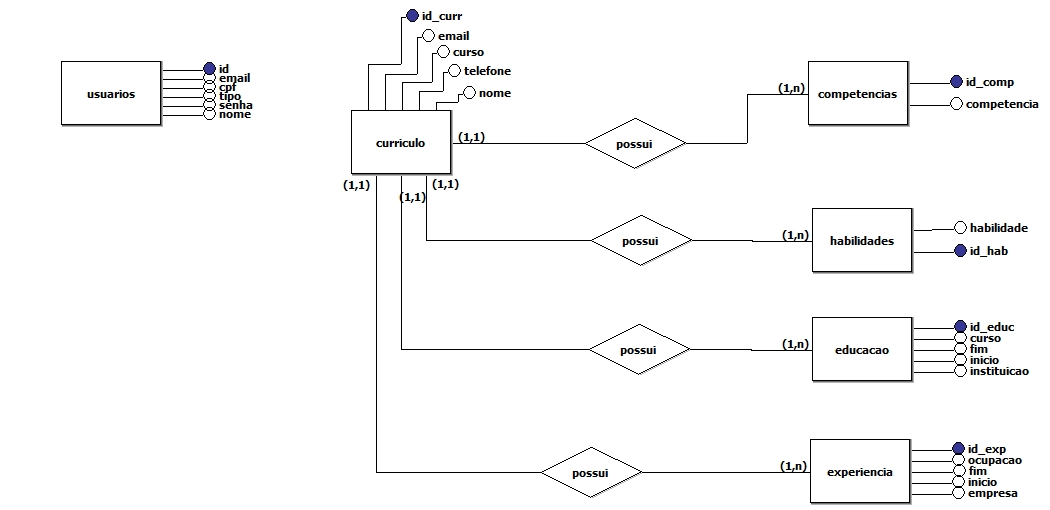 id_curr
email
curso
telefone
nome
usuarios
id
email
cpf
tipo
senha
nome
curriculo
(1,1)
possui
(1,n)
competencias
id_comp
competencia
(1,1)
(1,1)
(1,1)
possui
(1,n)
habilidades
habilidade
id_hab
possui
(1,n)
educacao
id_educ
curso
fim
inicio
instituicao
possui
(1,n)
experiencia
id_exp
ocupacao
fim
inicio
empresa